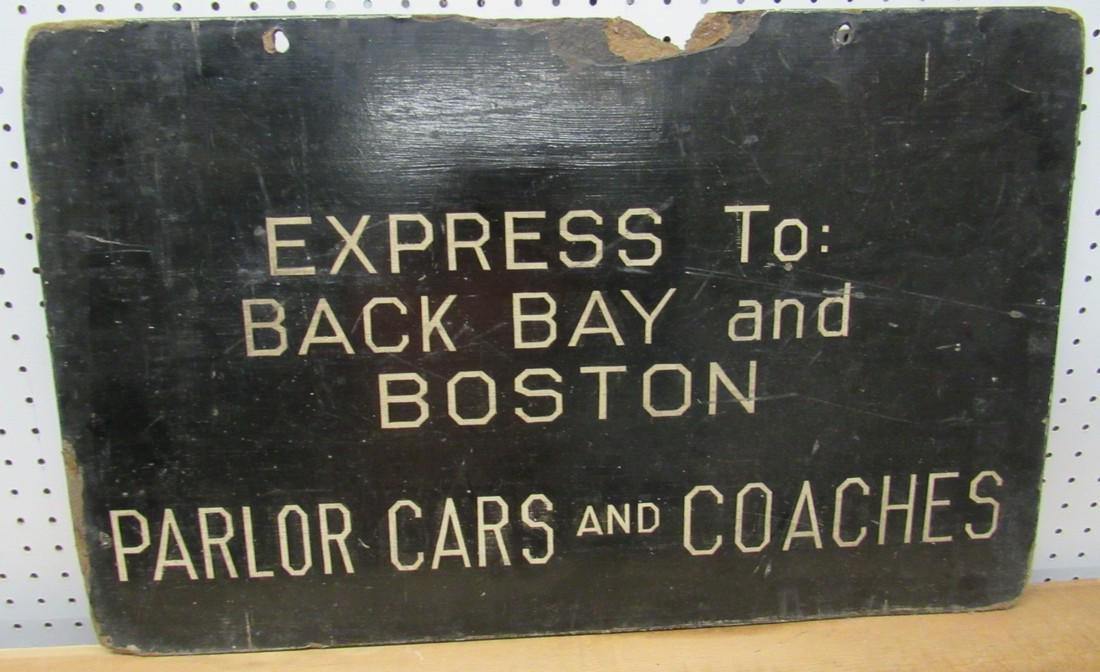 EXPRESS To:
BACK BAY and
BOSTON
PARLOR CARS AND COACHES